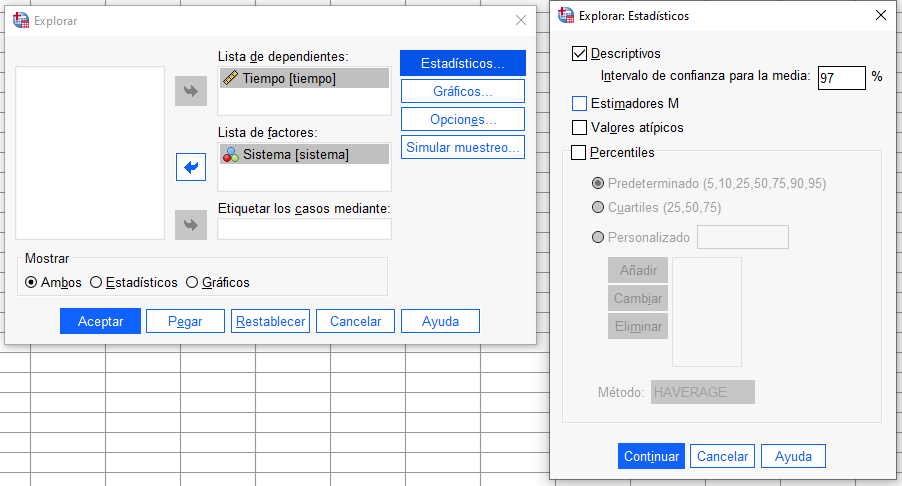 Explorar
Lista de dependientes:
Tiempo [tiempo]
Lista de factores:
Sistema [sistema]
Etiquetar los casos mediante:
Estadísticos...
Gráficos...
Opciones...
Simular muestreo...
Mostrar
Ambos Estadísticos Gráficos
Aceptar Pegar Restablecer Cancelar Ayuda
Explorar: Estadísticos
Descriptivos
Intervalo de confianza para la media: 97 %
Estimadores M
Valores atípicos
Percentiles
Predeterminado (5,10,25,50,75,90,95)
Cuartiles (25,50,75)
Personalizado
Añadir
Cambiar
Eliminar
Método: HAVERAGE
Continuar Cancelar Ayuda